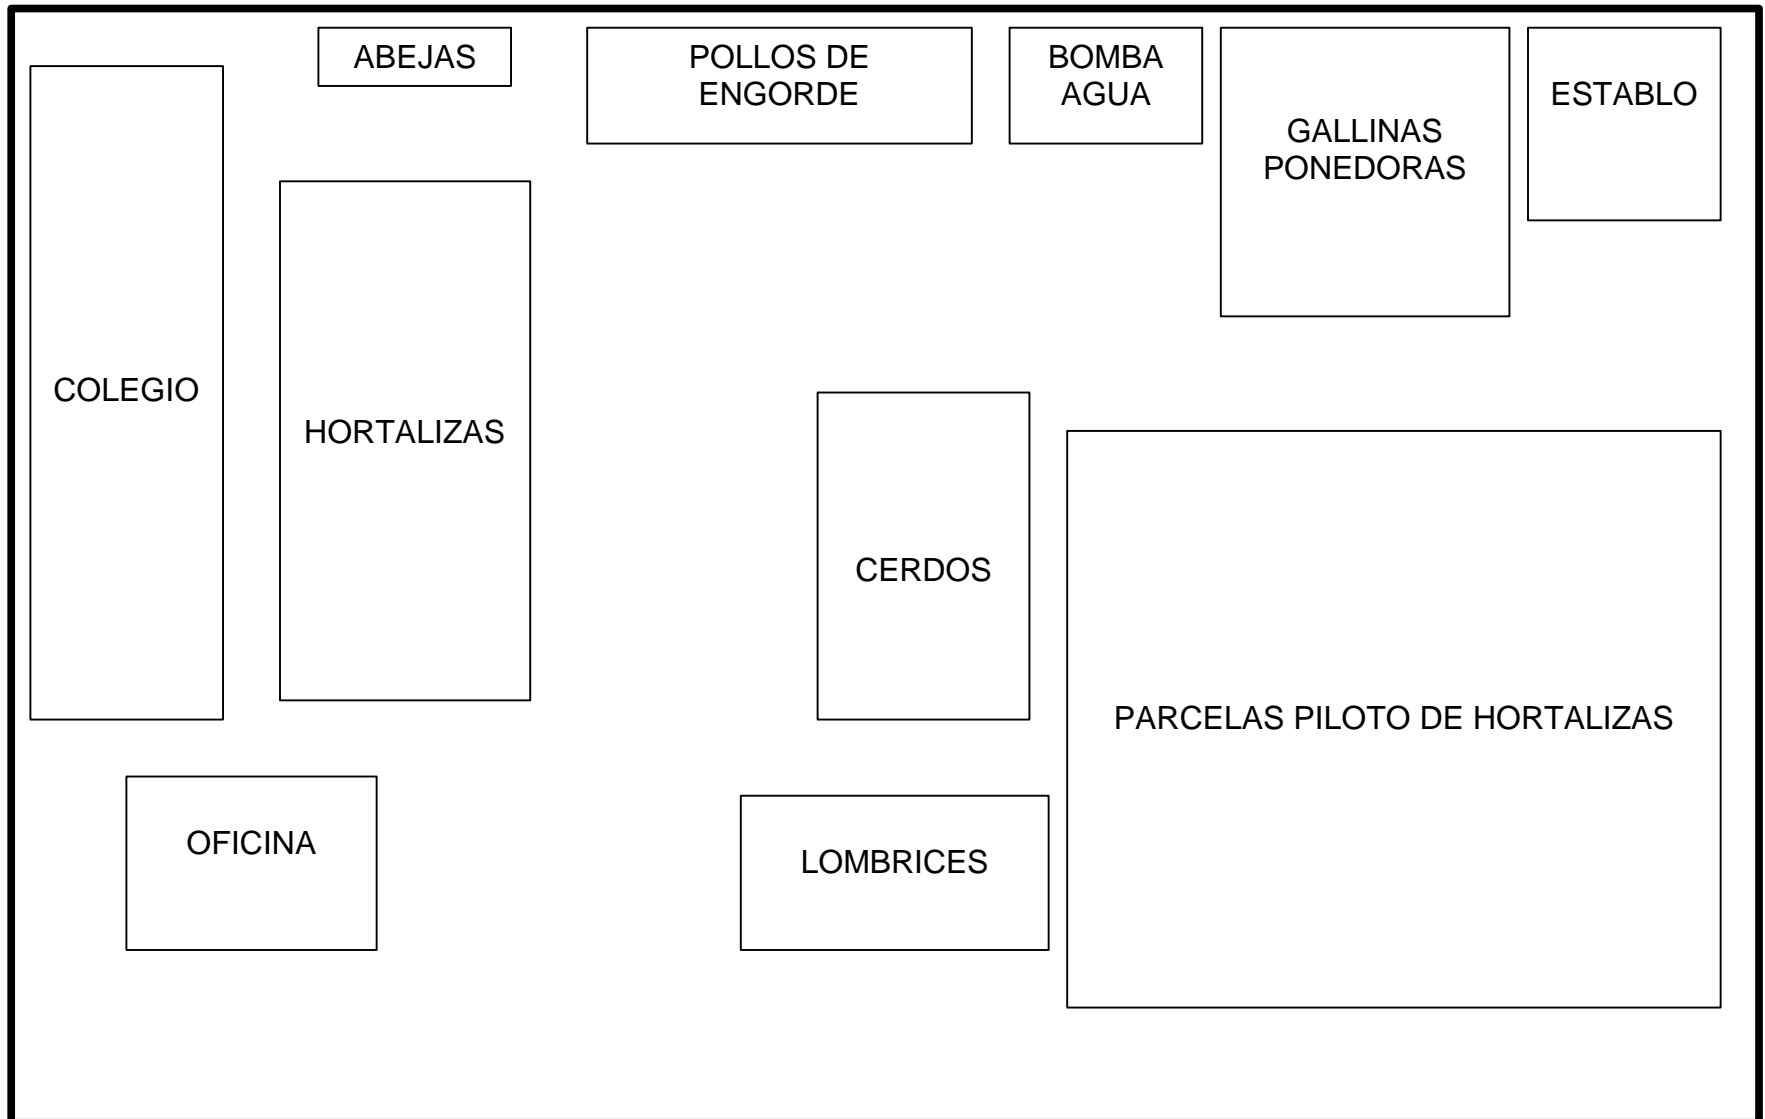 ABEJAS
POLLOS DE
ENGORDE
BOMBA
AGUA
GALLINAS
PONEDORAS
ESTABLO
COLEGIO
HORTALIZAS
CERDOS
PARCELAS PILOTO DE HORTALIZAS
OFICINA
LOMBRICES